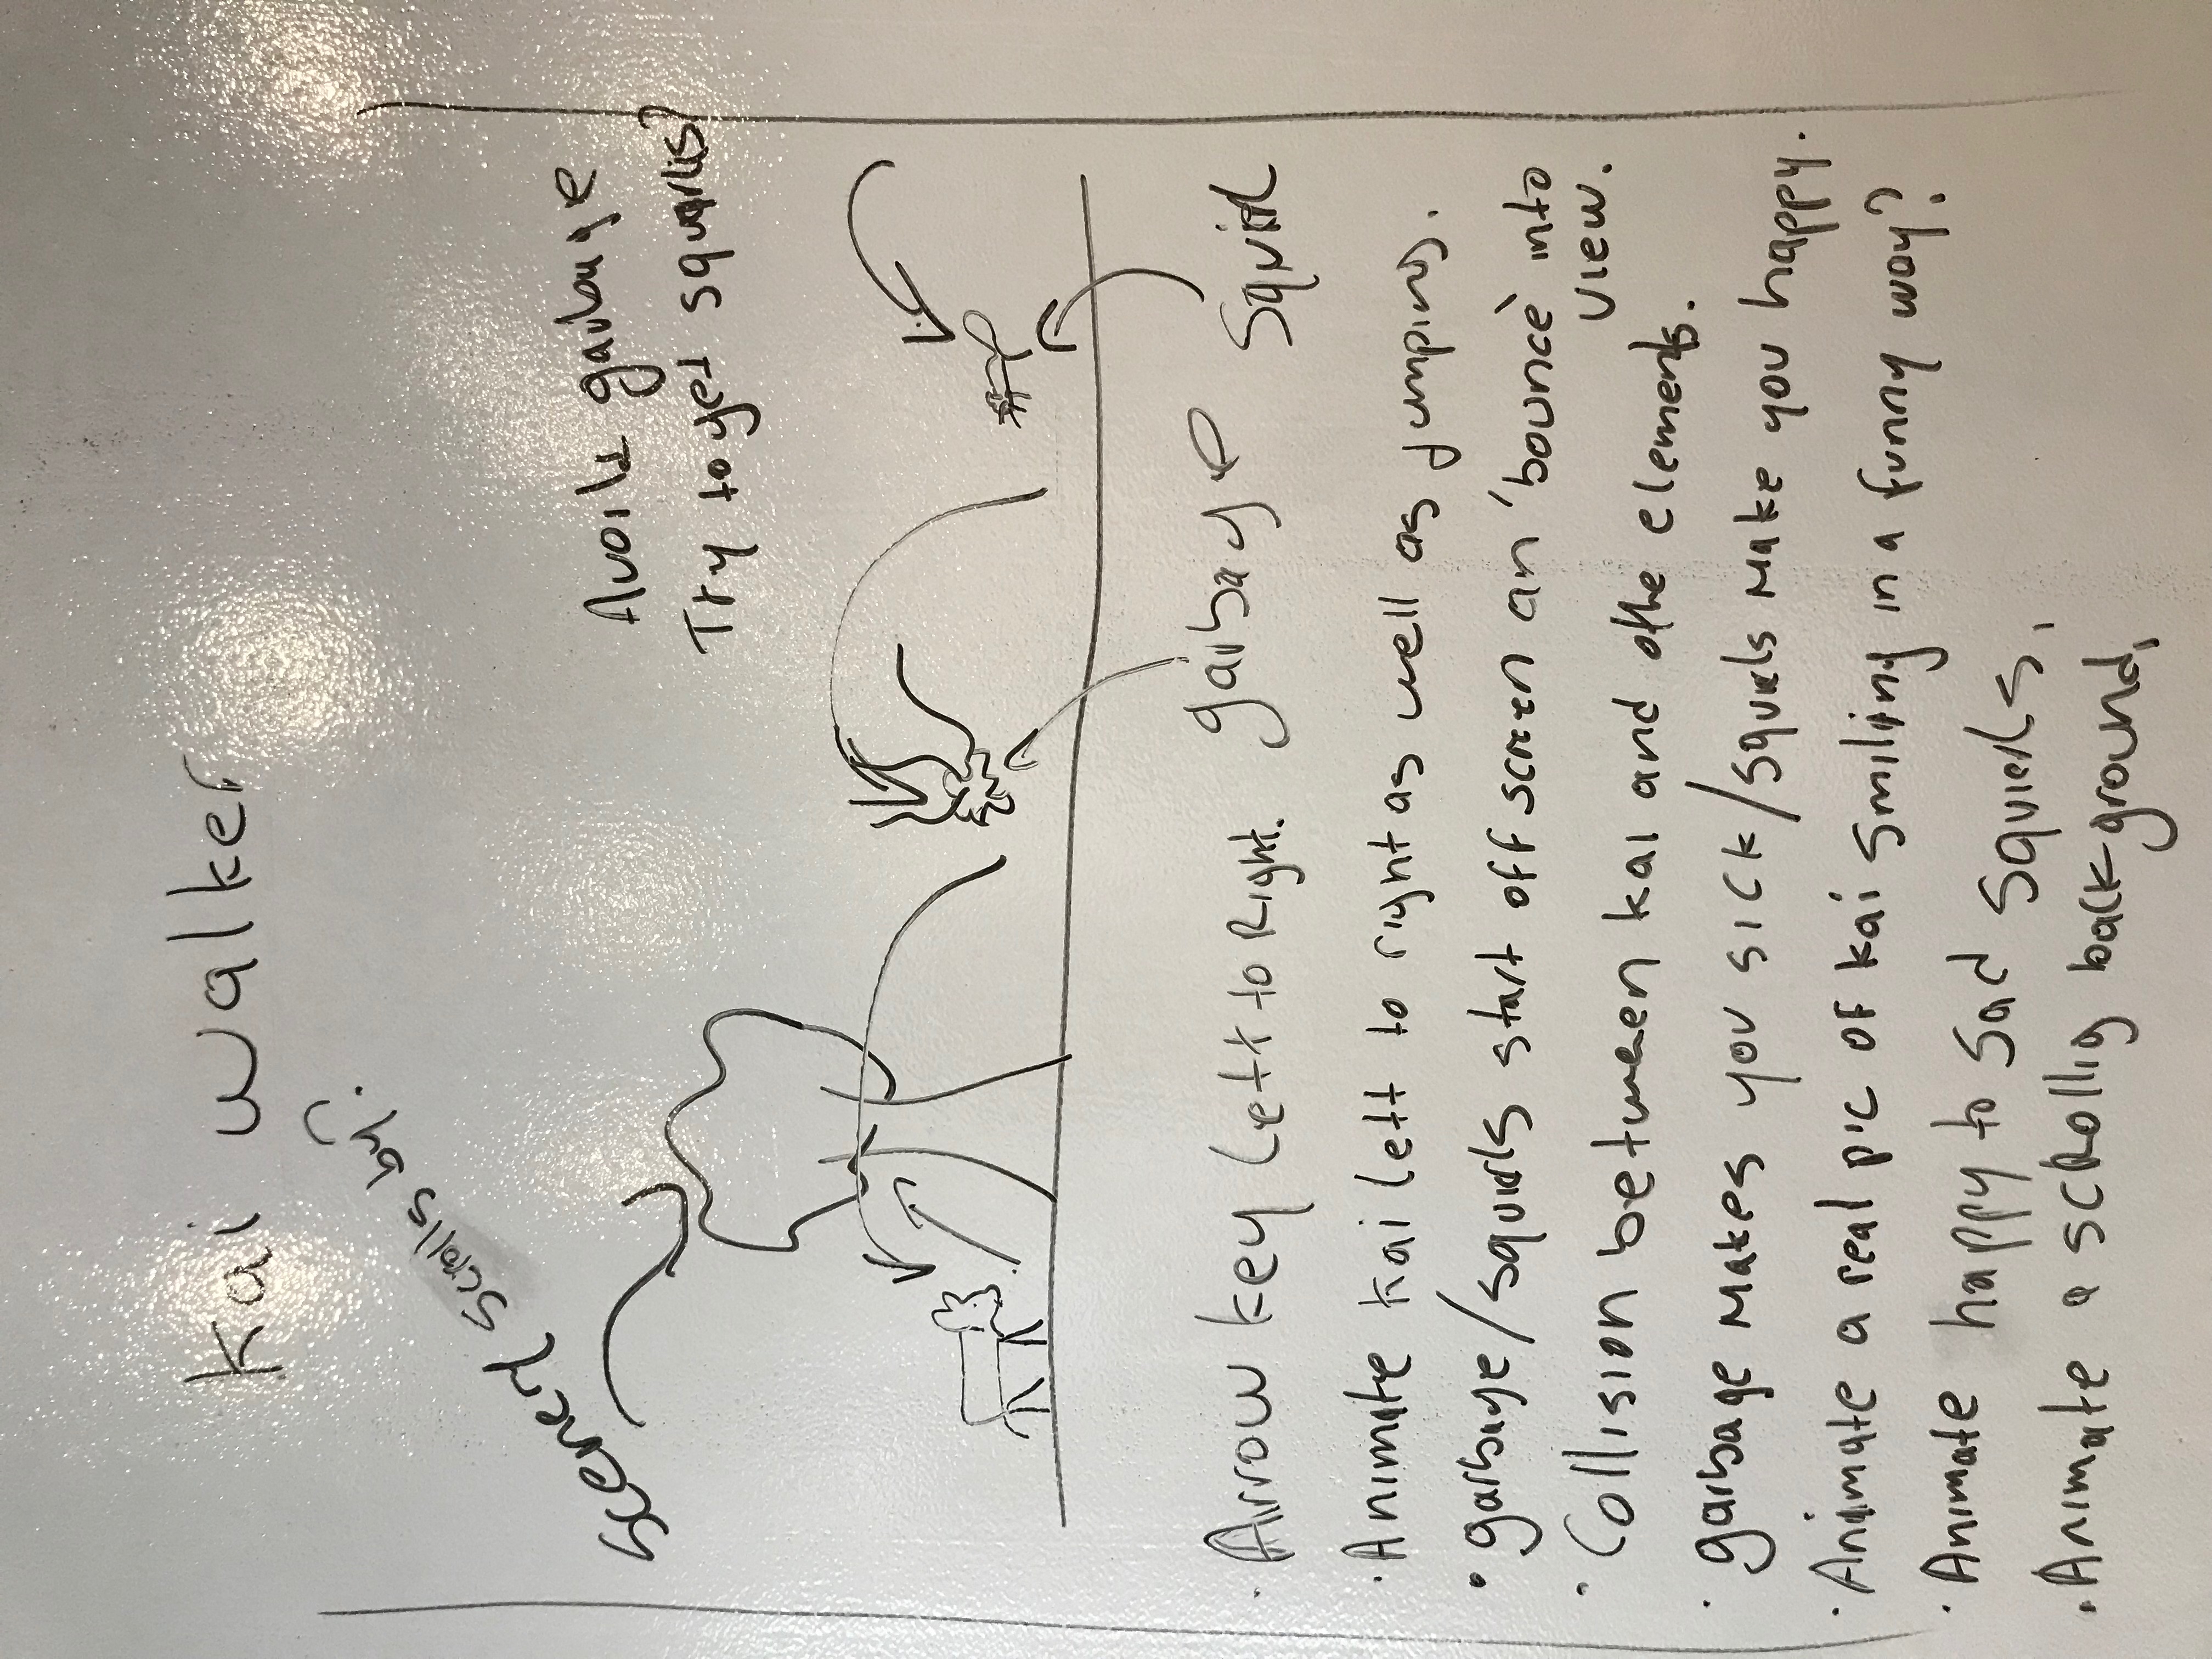 Kai Walker
Scenery scrolls by?
Avoid garbage
Try to get squarlis?
garbage
Squirl
· Arrow key Left to Right.
· Animate Kai left to right as well as jumping.
· garbage/squirls start off screen an 'bounce' into
view.
· Collision between kai and othe elements.
· garbage makes you sick/squirls make you happy.
· Animate a real pic of kai smiling in a funny way?
· Animate happy to sad squierls.
· Animate a scrollig background.